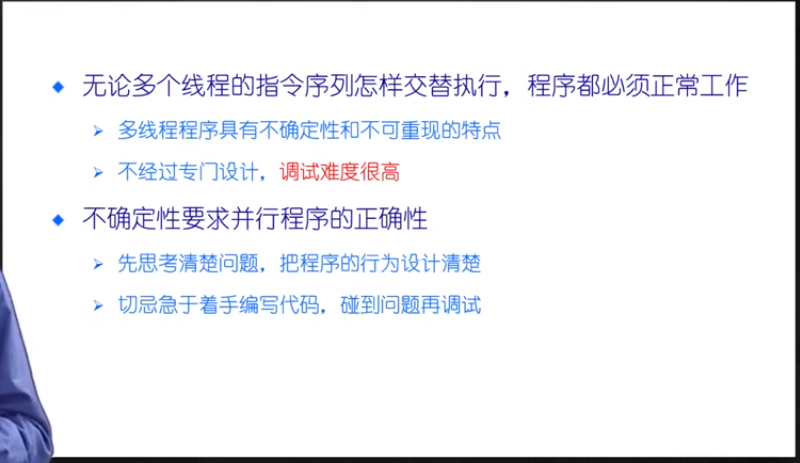 无论多个线程的指令序列怎样交替执行，程序都必须正常工作
多线程程序具有不确定性和不可重现的特点
不经过专门设计，调试难度很高
不确定性要求并行程序的正确性
先思考清楚问题，把程序的行为设计清楚
切忌急于着手编写代码，碰到问题再调试